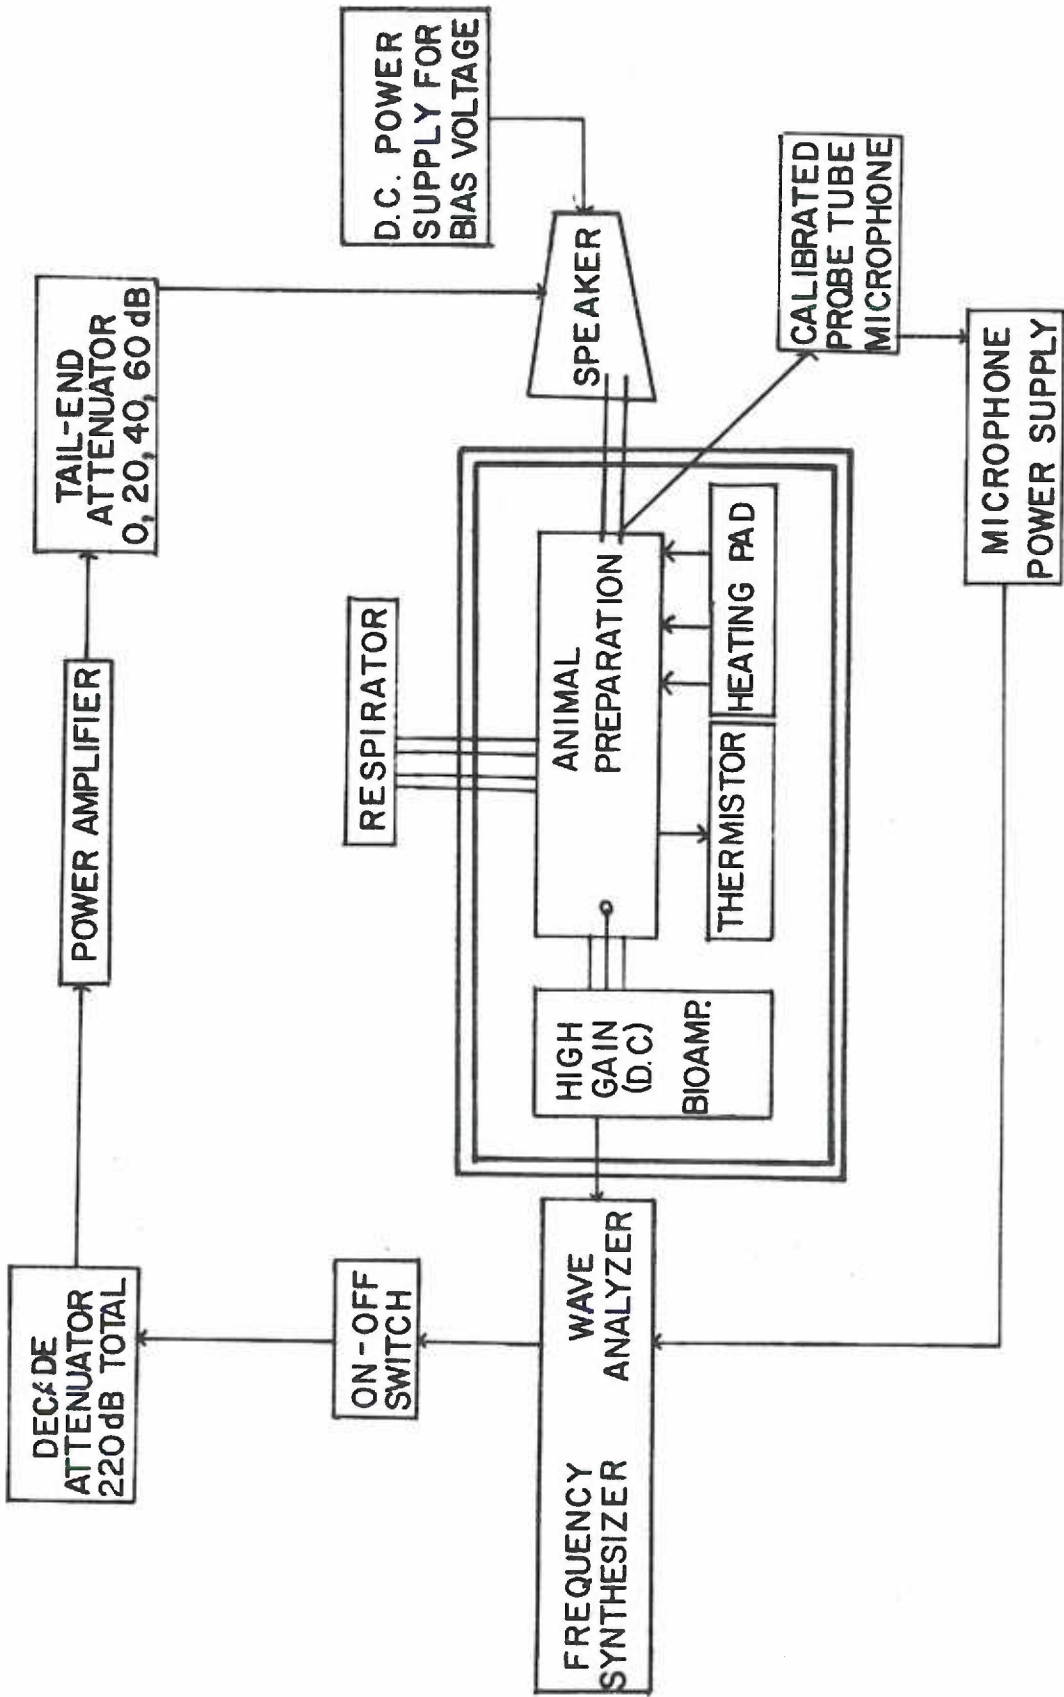 DECADE
ATTENUATOR
220dB TOTAL
POWER AMPLIFIER
TAIL-END
ATTENUATOR
0, 20, 40, 60 dB
ON-OFF
SWITCH
RESPIRATOR
D.C. POWER
SUPPLY FOR
BIAS VOLTAGE
FREQUENCY
SYNTHESIZER
WAVE
ANALYZER
HIGH
GAIN
(D.C)
BIOAMP.
ANIMAL
PREPARATION
SPEAKER
THERMISTOR
HEATING PAD
CALIBRATED
PROBE TUBE
MICROPHONE
MICROPHONE
POWER SUPPLY